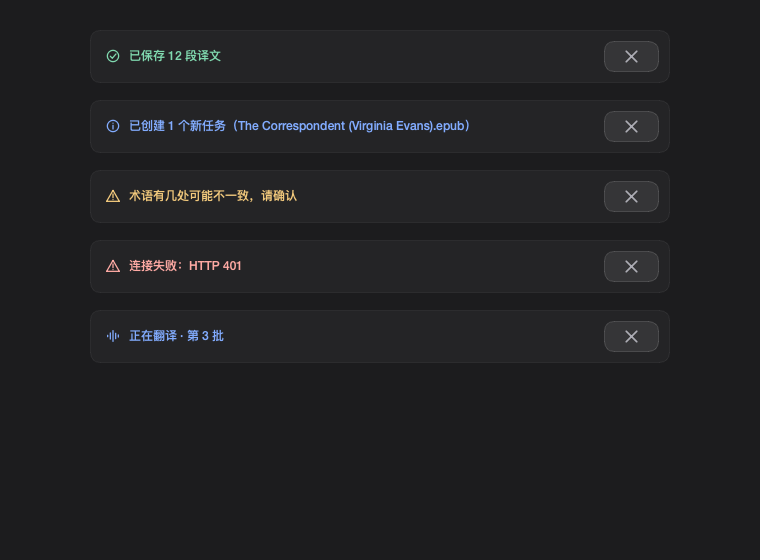 已保存 12 段译文
已创建 1 个新任务（The Correspondent (Virginia Evans).epub）
术语有几处可能不一致，请确认
连接失败：HTTP 401
正在翻译 · 第 3 批